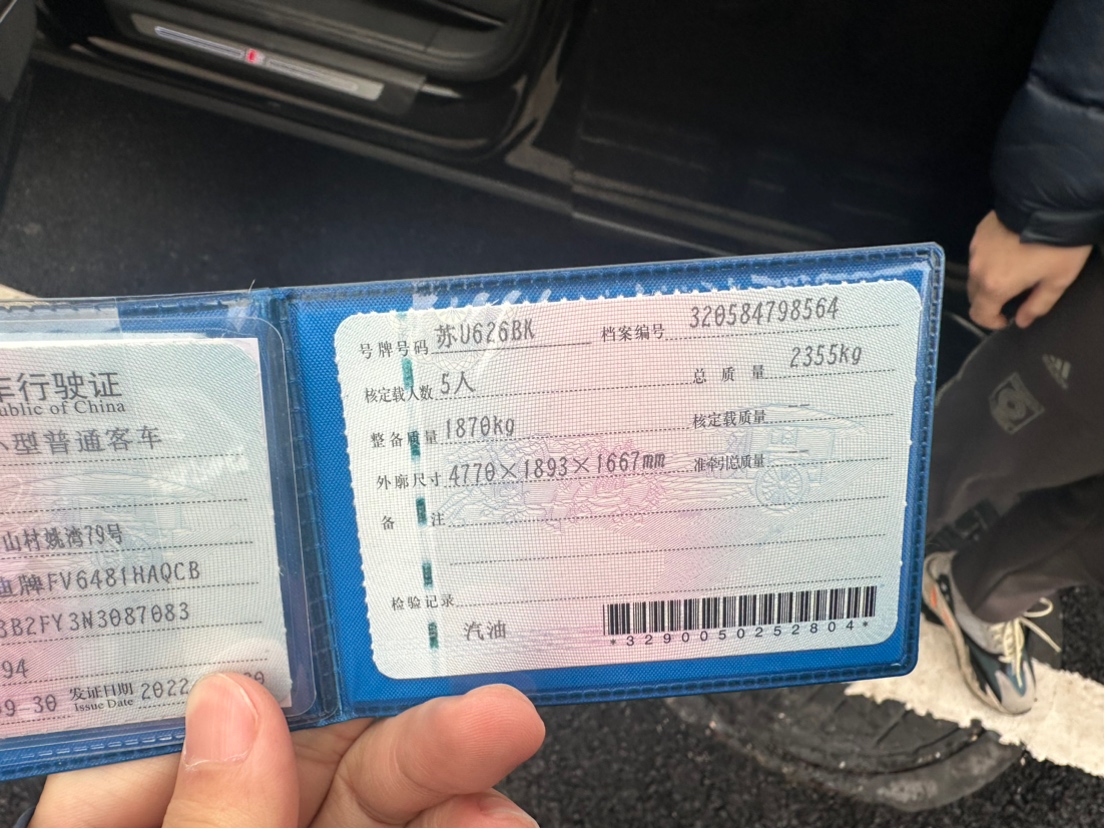 车行驶证
ublic of China
小型普通客车
山村姚湾79号
迪牌FV6481HAQCB
3B2FY3N3087083
94
09 30 发证日期 2022
Issue Date
号牌号码 苏U626BK 档案编号 320584798564
核定载人数 5人 总质量 2355kg
整备质量 1870kg 核定载质量 --
外廓尺寸 4770×1893×1667mm 准牵引总质量 --
备注
检验记录
汽油
*3290050252804*